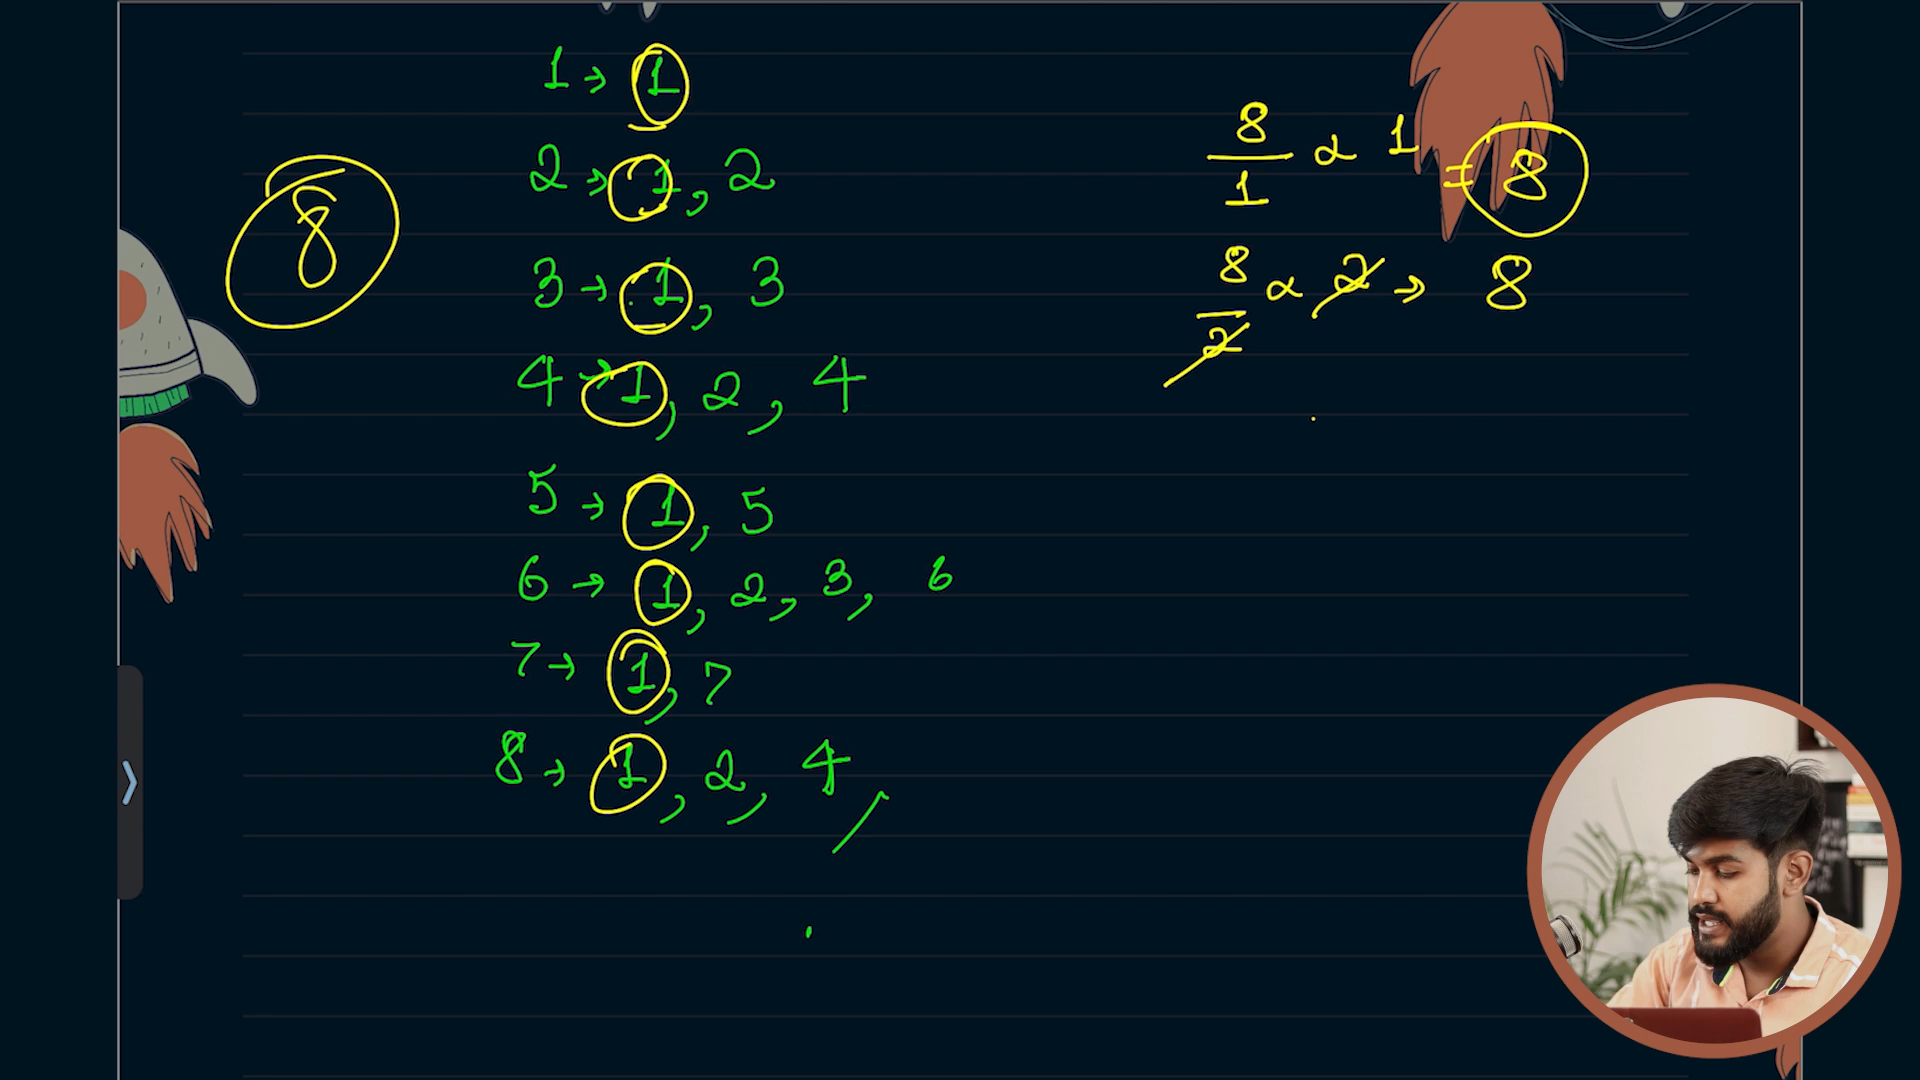 8
1 → 1
2 → 1, 2
3 → 1, 3
4 → 1, 2, 4
5 → 1, 5
6 → 1, 2, 3, 6
7 → 1, 7
8 → 1, 2, 4,
8/1 × 1 = 8
8/2 × 2 → 8